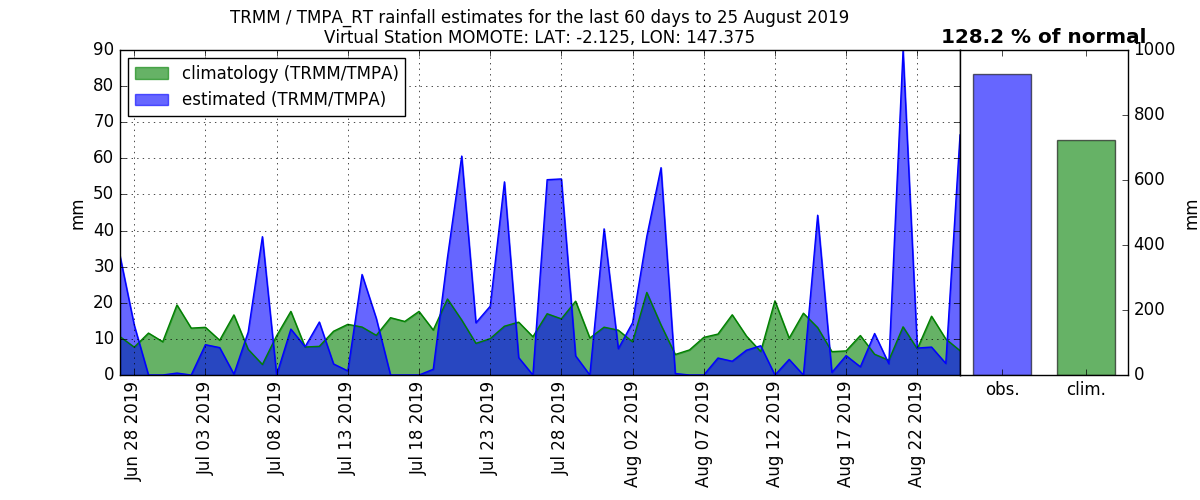 TRMM / TMPA_RT rainfall estimates for the last 60 days to 25 August 2019
Virtual Station MOMOTE: LAT: -2.125, LON: 147.375
128.2 % of normal
climatology (TRMM/TMPA)
estimated (TRMM/TMPA)
90
80
70
60
50
40
30
20
10
0
mm
Jun 28 2019
Jul 03 2019
Jul 08 2019
Jul 13 2019
Jul 18 2019
Jul 23 2019
Jul 28 2019
Aug 02 2019
Aug 07 2019
Aug 12 2019
Aug 17 2019
Aug 22 2019
1000
800
600
400
200
0
mm
obs.
clim.